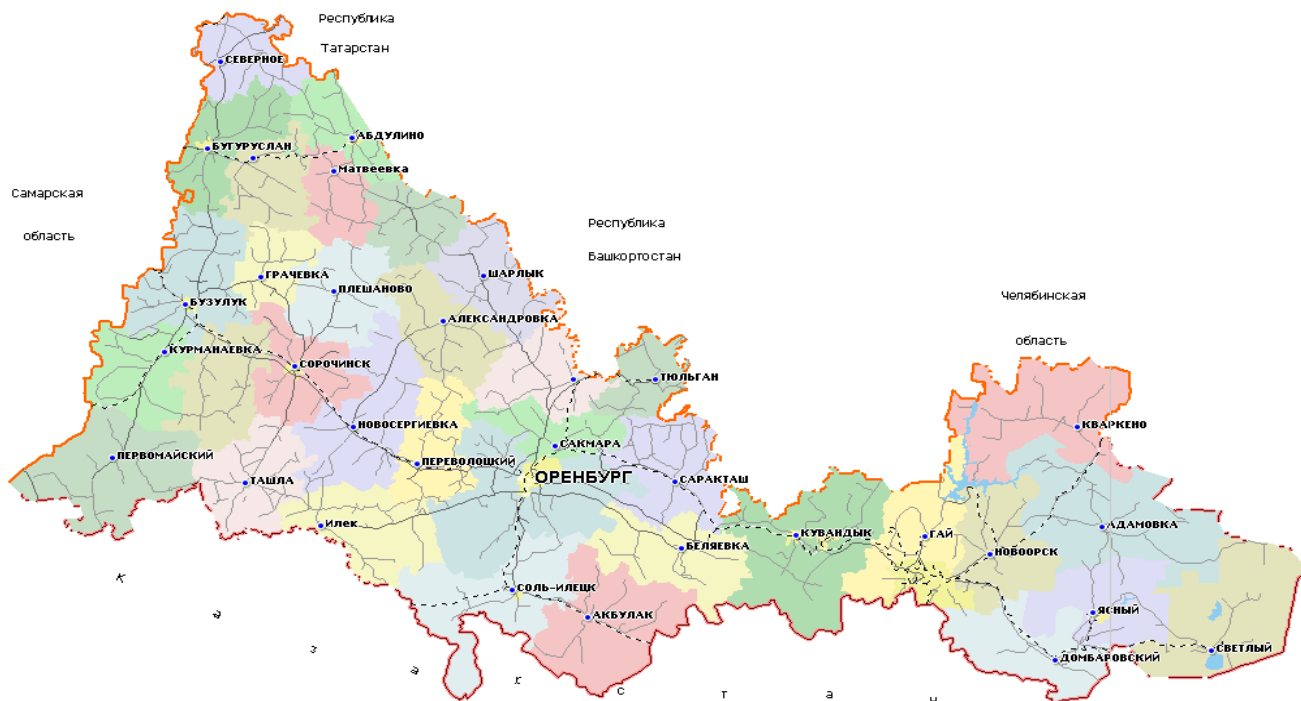 Республика
Татарстан
СЕВЕРНОЕ
АБДУЛИНО
БУГУРУСЛАН
Матвеевка
Самарская
область
Республика
Башкортостан
ГРАЧЕВКА
ШАРЛЫК
ПЛЕШАНОВО
БУЗУЛУК
Челябинская
область
АЛЕКСАНДРОВКА
КУРМАНАЕВКА
СОРОЧИНСК
ТЮЛЬГАН
НОВОСЕРГИЕВКА
КВАРКЕНО
САКМАРА
ПЕРВОМАЙСКИЙ
ПЕРЕВОЛОЦКИЙ
ОРЕНБУРГ
ТАШЛА
САРАКТАШ
Илек
АДАМОВКА
КУВАНДЫК
ГАЙ
БЕЛЯЕВКА
НОВООРСК
СОЛЬ-ИЛЕЦК
АКБУЛАК
ЯСНЫЙ
СВЕТЛЫЙ
ДОМБАРОВСКИЙ
К а з а х с т а н